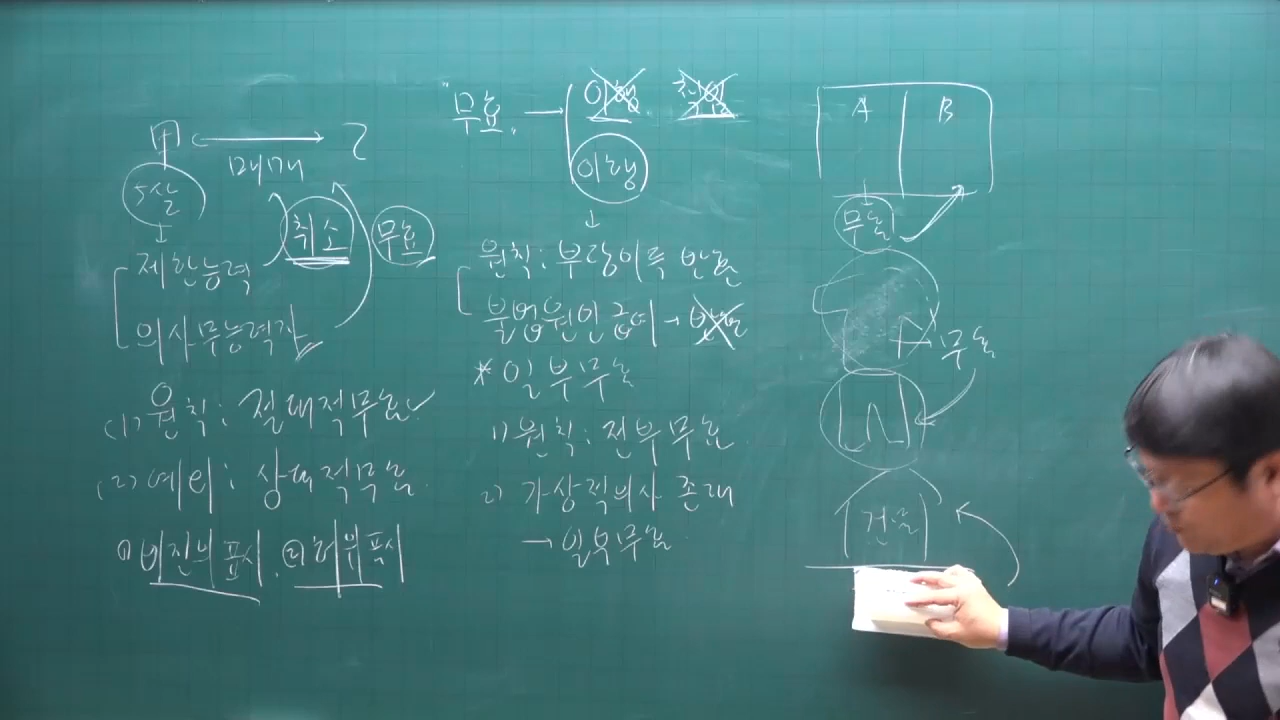 甲 ↔ 乙
매매
5살
제한능력
취소
무효
의사무능력자
(1) 원칙: 절대적무효
(2) 예외: 상대적무효
① 비진의 표시. ② 허위표시
"무효. → 이행
이행
↓
원칙: 부당이득 반환
불법원인급여 → 반환
* 일부무효
1) 원칙: 전부무효
2) 가상적의사 존재
→ 일부무효
A B
무효
무효
건물